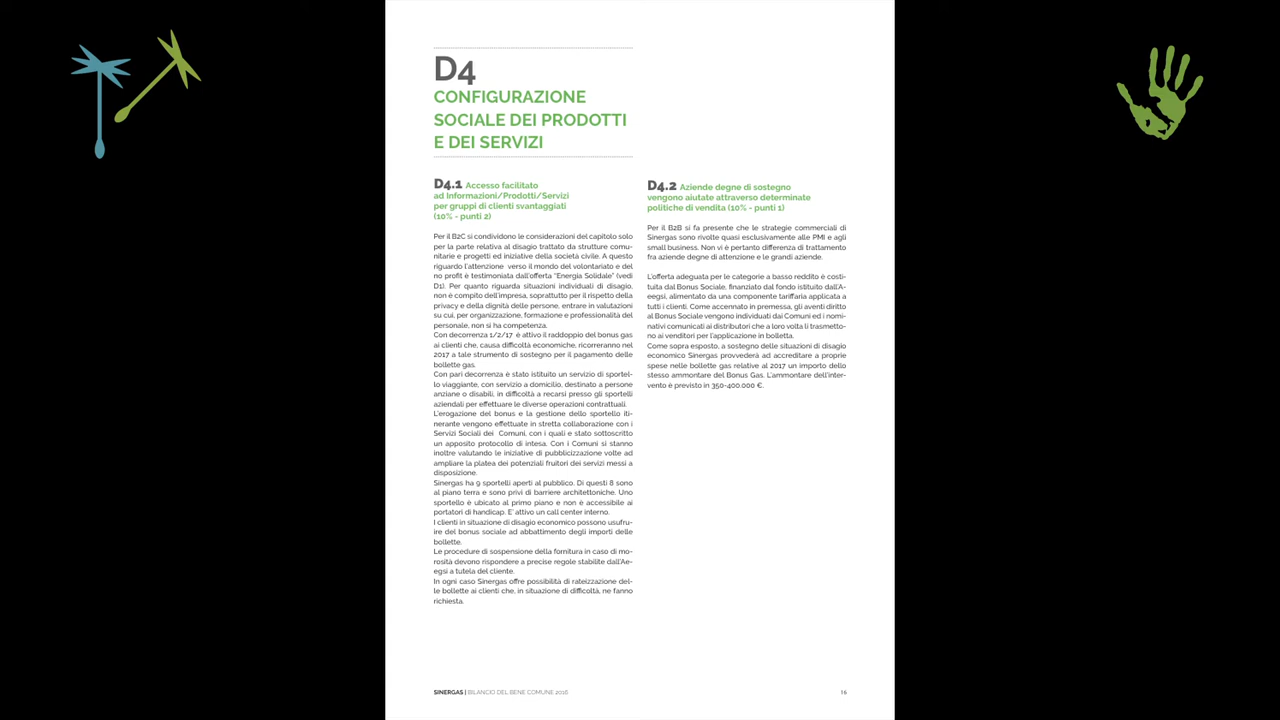 D4
CONFIGURAZIONE
SOCIALE DEI PRODOTTI
E DEI SERVIZI
D4.1 Accesso facilitato
ad Informazioni/Prodotti/Servizi
per gruppi di clienti svantaggiati
(10% - punti 2)
Per il B2C si condividono le considerazioni del capitolo solo
per la parte relativa al disagio trattato da strutture comu-
nitarie e progetti ed iniziative della società civile. A questo
riguardo l'attenzione verso il mondo del volontariato e del
no profit è testimoniata dall'offerta "Energia Solidale" (vedi
D1). Per quanto riguarda situazioni individuali di disagio,
non è compito dell'impresa, soprattutto per il rispetto della
privacy e della dignità delle persone, entrare in valutazioni
su cui, per organizzazione, formazione e professionalità del
personale, non si ha competenza.
Con decorrenza 1/2/17 è attivo il raddoppio del bonus gas
ai clienti che, causa difficoltà economiche, ricorreranno nel
2017 a tale strumento di sostegno per il pagamento delle
bollette gas.
Con pari decorrenza è stato istituito un servizio di sportel-
lo viaggiante, con servizio a domicilio, destinato a persone
anziane o disabili, in difficoltà a recarsi presso gli sportelli
aziendali per effettuare le diverse operazioni contrattuali.
L'erogazione del bonus e la gestione dello sportello iti-
nerante vengono effettuate in stretta collaborazione con i
Servizi Sociali dei Comuni, con i quali e stato sottoscritto
un apposito protocollo di intesa. Con i Comuni si stanno
inoltre valutando le iniziative di pubblicizzazione volte ad
ampliare la platea dei potenziali fruitori dei servizi messi a
disposizione.
Sinergas ha 9 sportelli aperti al pubblico. Di questi 8 sono
al piano terra e sono privi di barriere architettoniche. Uno
sportello è ubicato al primo piano e non è accessibile ai
portatori di handicap. E' attivo un call center interno.
I clienti in situazione di disagio economico possono usufru-
ire del bonus sociale ad abbattimento degli importi delle
bollette.
Le procedure di sospensione della fornitura in caso di mo-
rosità devono rispondere a precise regole stabilite dall'Ae-
egsi a tutela del cliente.
In ogni caso Sinergas offre possibilità di rateizzazione del-
le bollette ai clienti che, in situazione di difficoltà, ne fanno
richiesta.
D4.2 Aziende degne di sostegno
vengono aiutate attraverso determinate
politiche di vendita (10% - punti 1)
Per il B2B si fa presente che le strategie commerciali di
Sinergas sono rivolte quasi esclusivamente alle PMI e agli
small business. Non vi è pertanto differenza di trattamento
fra aziende degne di attenzione e le grandi aziende.
L'offerta adeguata per le categorie a basso reddito è costi-
tuita dal Bonus Sociale, finanziato dal fondo istituito dall'A-
eegsi, alimentato da una componente tariffaria applicata a
tutti i clienti. Come accennato in premessa, gli aventi diritto
al Bonus Sociale vengono individuati dai Comuni ed i nomi-
nativi comunicati ai distributori che a loro volta li trasmetto-
no ai venditori per l'applicazione in bolletta.
Come sopra esposto, a sostegno delle situazioni di disagio
economico Sinergas provvederà ad accreditare a proprie
spese nelle bollette gas relative al 2017 un importo dello
stesso ammontare del Bonus Gas. L'ammontare dell'inter-
vento è previsto in 350-400.000 €.
SINERGAS | BILANCIO DEL BENE COMUNE 2016
16